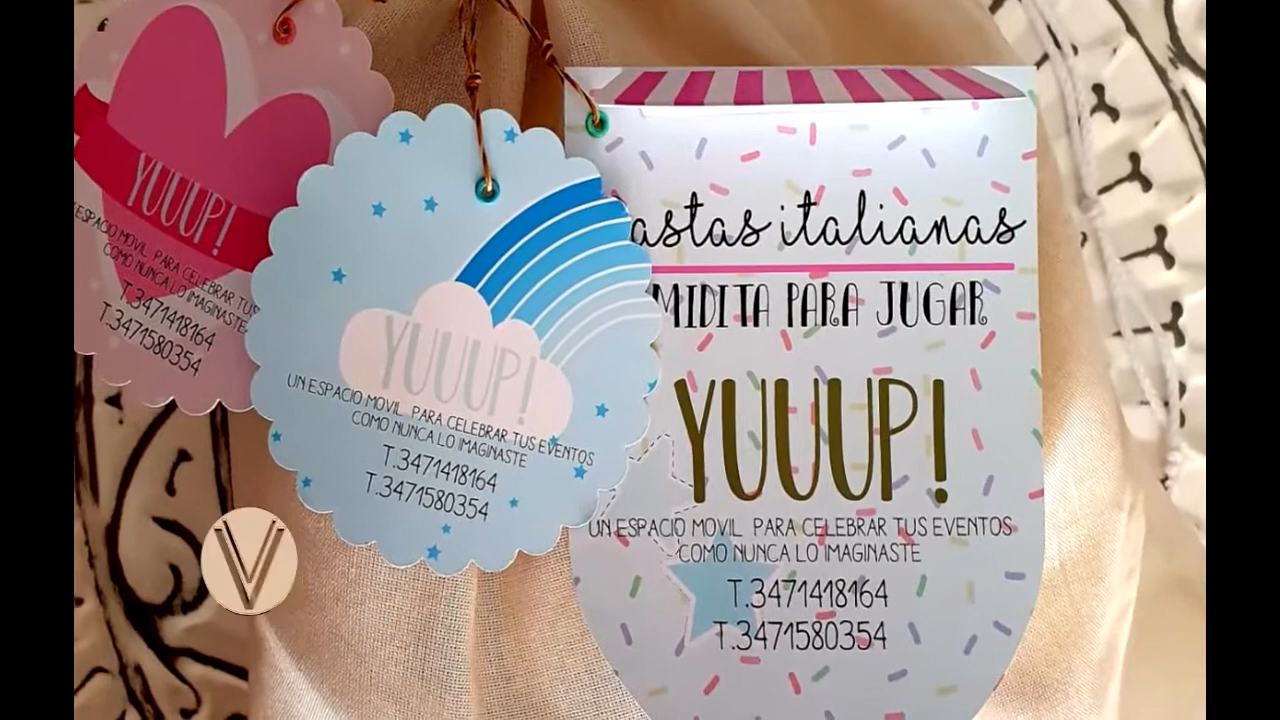 YUUUP!
ESPACIO MOVIL PARA CELEBRAR TUS
COMO NUNCA LO IMAGINASTE
T.3471418164
T.3471580354
YUUUP!
UN ESPACIO MOVIL PARA CELEBRAR TUS EVENTOS
COMO NUNCA LO IMAGINASTE
T.3471418164
T.3471580354
astas italianas
MIDITA PARA JUGAR
YUUUP!
UN ESPACIO MOVIL PARA CELEBRAR TUS EVENTOS
COMO NUNCA LO IMAGINASTE
T.3471418164
T.3471580354
V